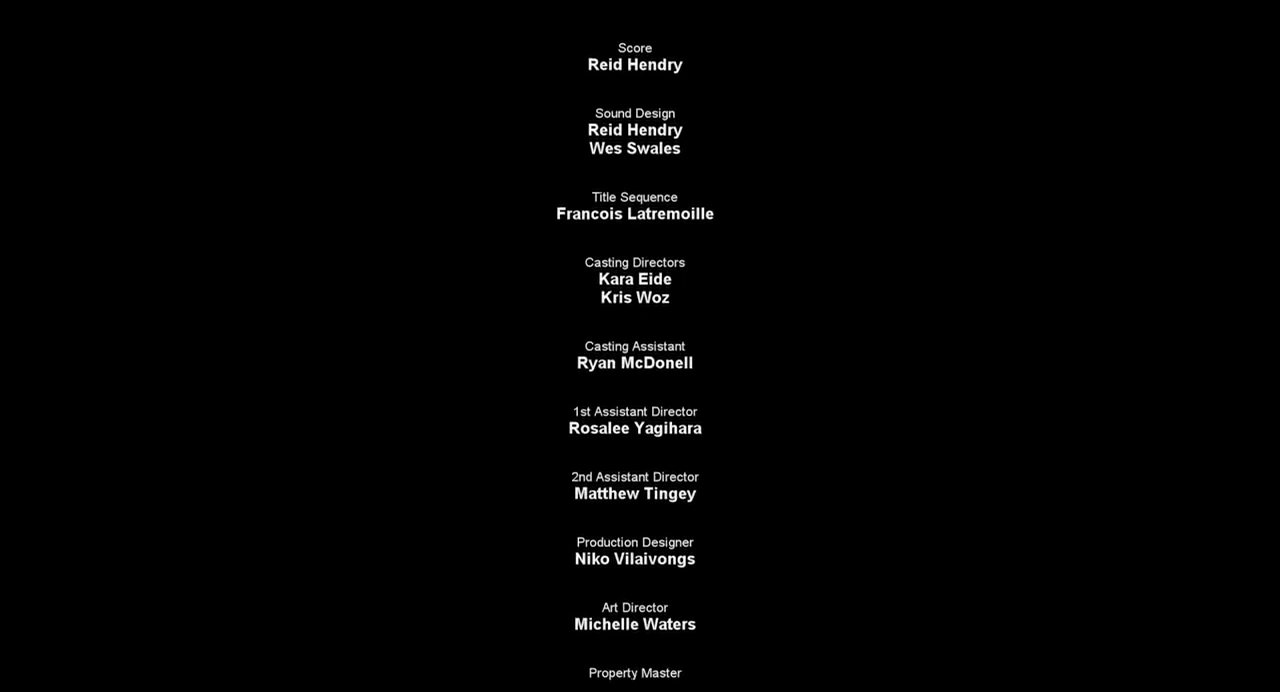 Score
Reid Hendry
Sound Design
Reid Hendry
Wes Swales
Title Sequence
Francois Latremoille
Casting Directors
Kara Eide
Kris Woz
Casting Assistant
Ryan McDonell
1st Assistant Director
Rosalee Yagihara
2nd Assistant Director
Matthew Tingey
Production Designer
Niko Vilaivongs
Art Director
Michelle Waters
Property Master